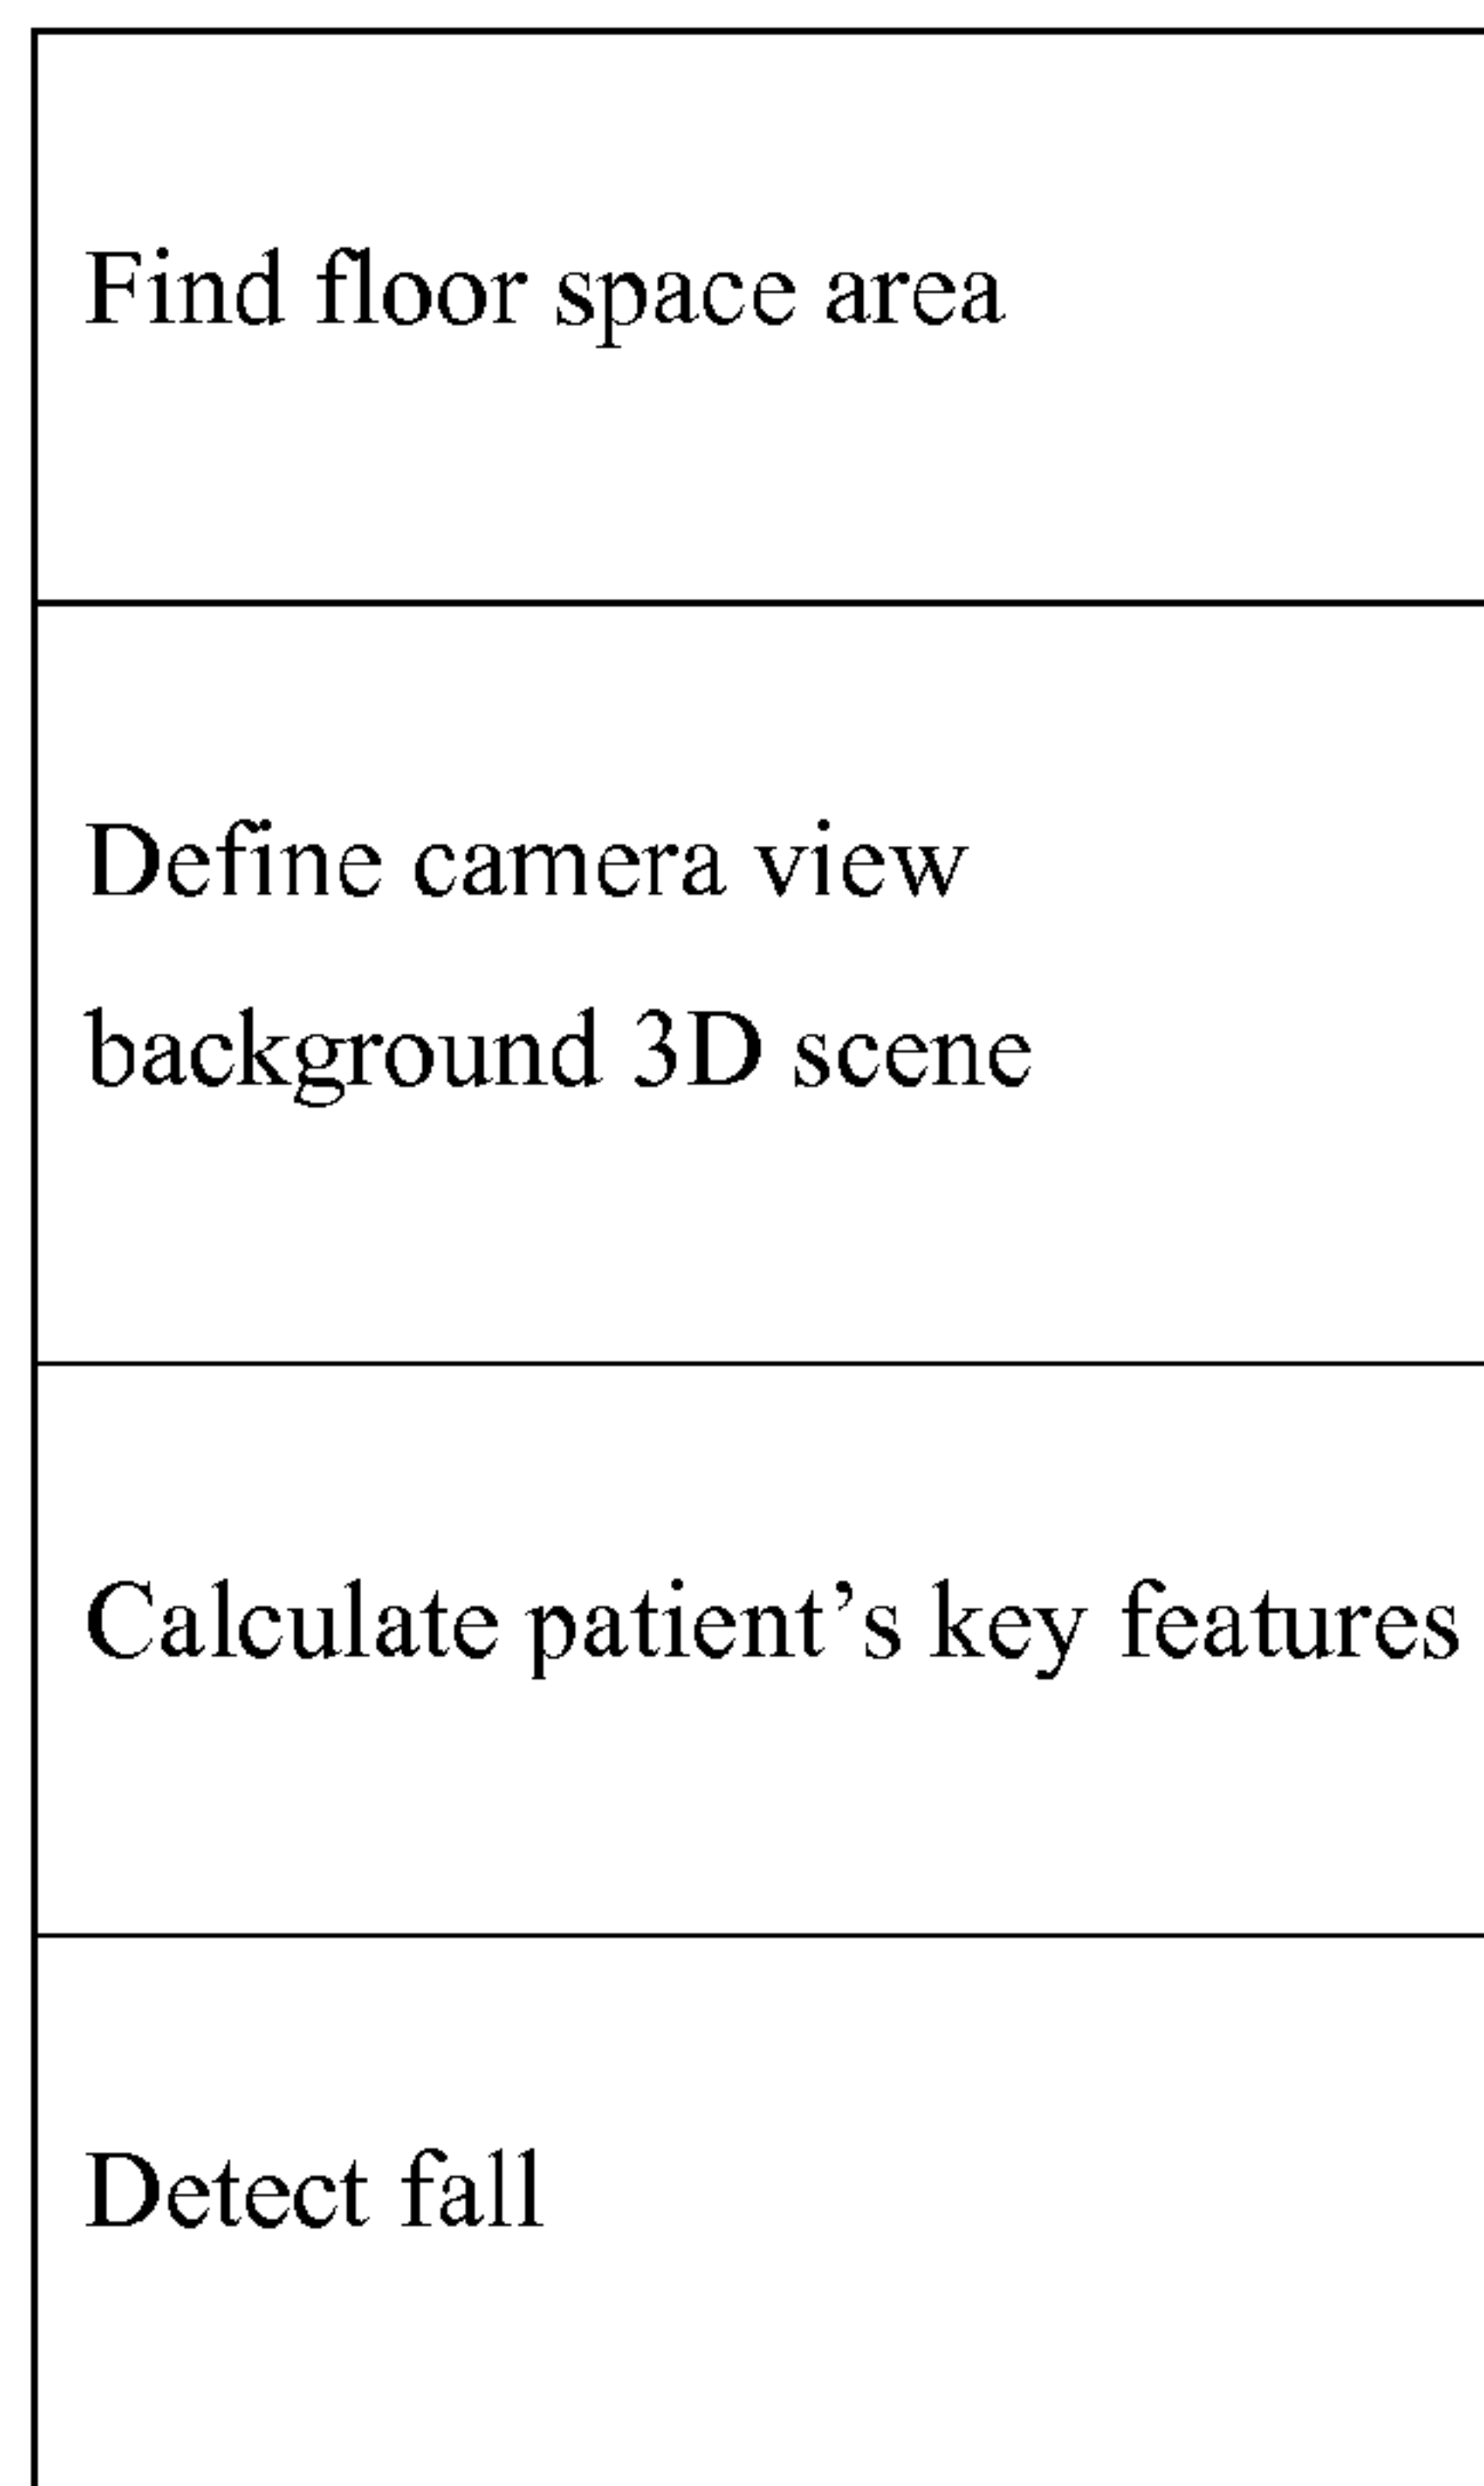 Find floor space area
Define camera view
background 3D scene
Calculate patient’s key features
Detect fall